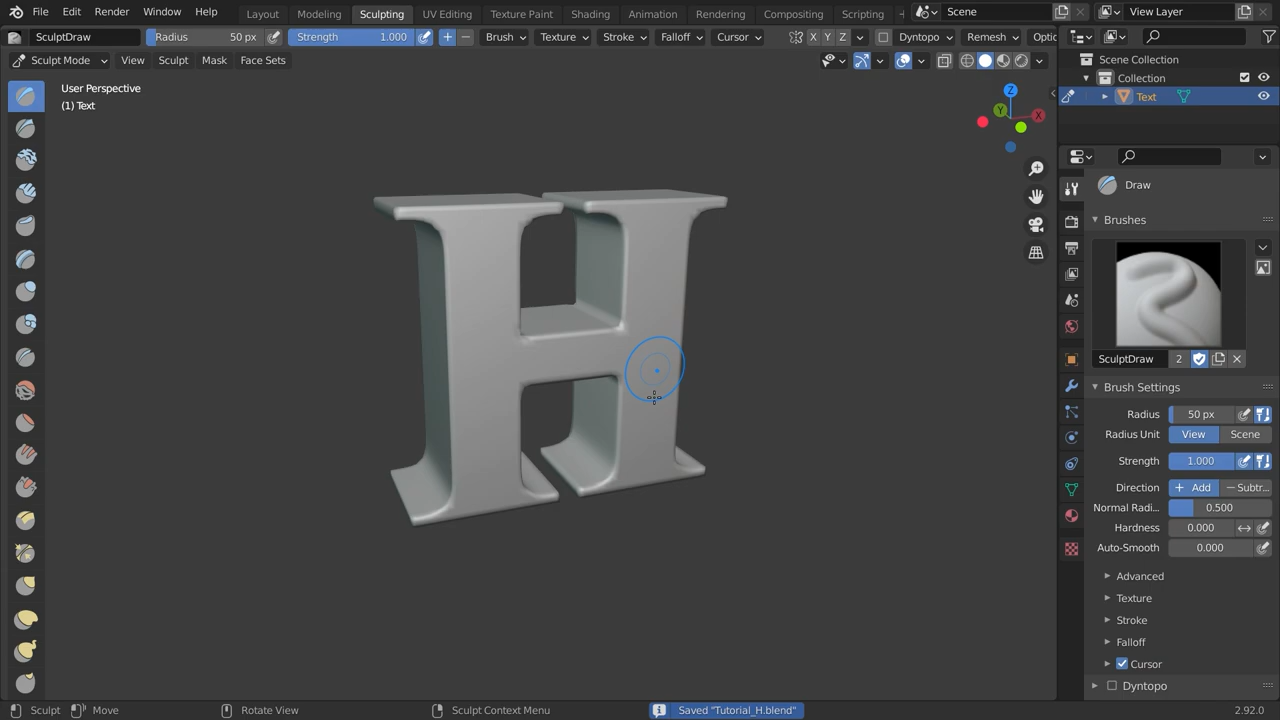 File Edit Render Window Help Layout Modeling Sculpting UV Editing Texture Paint Shading Animation Rendering Compositing Scripting Scene View Layer
SculptDraw Radius 50 px Strength 1.000 Brush Texture Stroke Falloff Cursor X Y Z Dyntopo Remesh Optic
Sculpt Mode View Sculpt Mask Face Sets
Scene Collection
Collection
Text
User Perspective
(1) Text
Z
Y
X
H
Draw
Brushes
SculptDraw 2
Brush Settings
Radius 50 px
Radius Unit View Scene
Strength 1.000
Direction + Add − Subtr...
Normal Radi... 0.500
Hardness 0.000
Auto-Smooth 0.000
Advanced
Texture
Stroke
Falloff
Cursor
Dyntopo
Sculpt Move Rotate View Sculpt Context Menu Saved "Tutorial_H.blend" 2.92.0